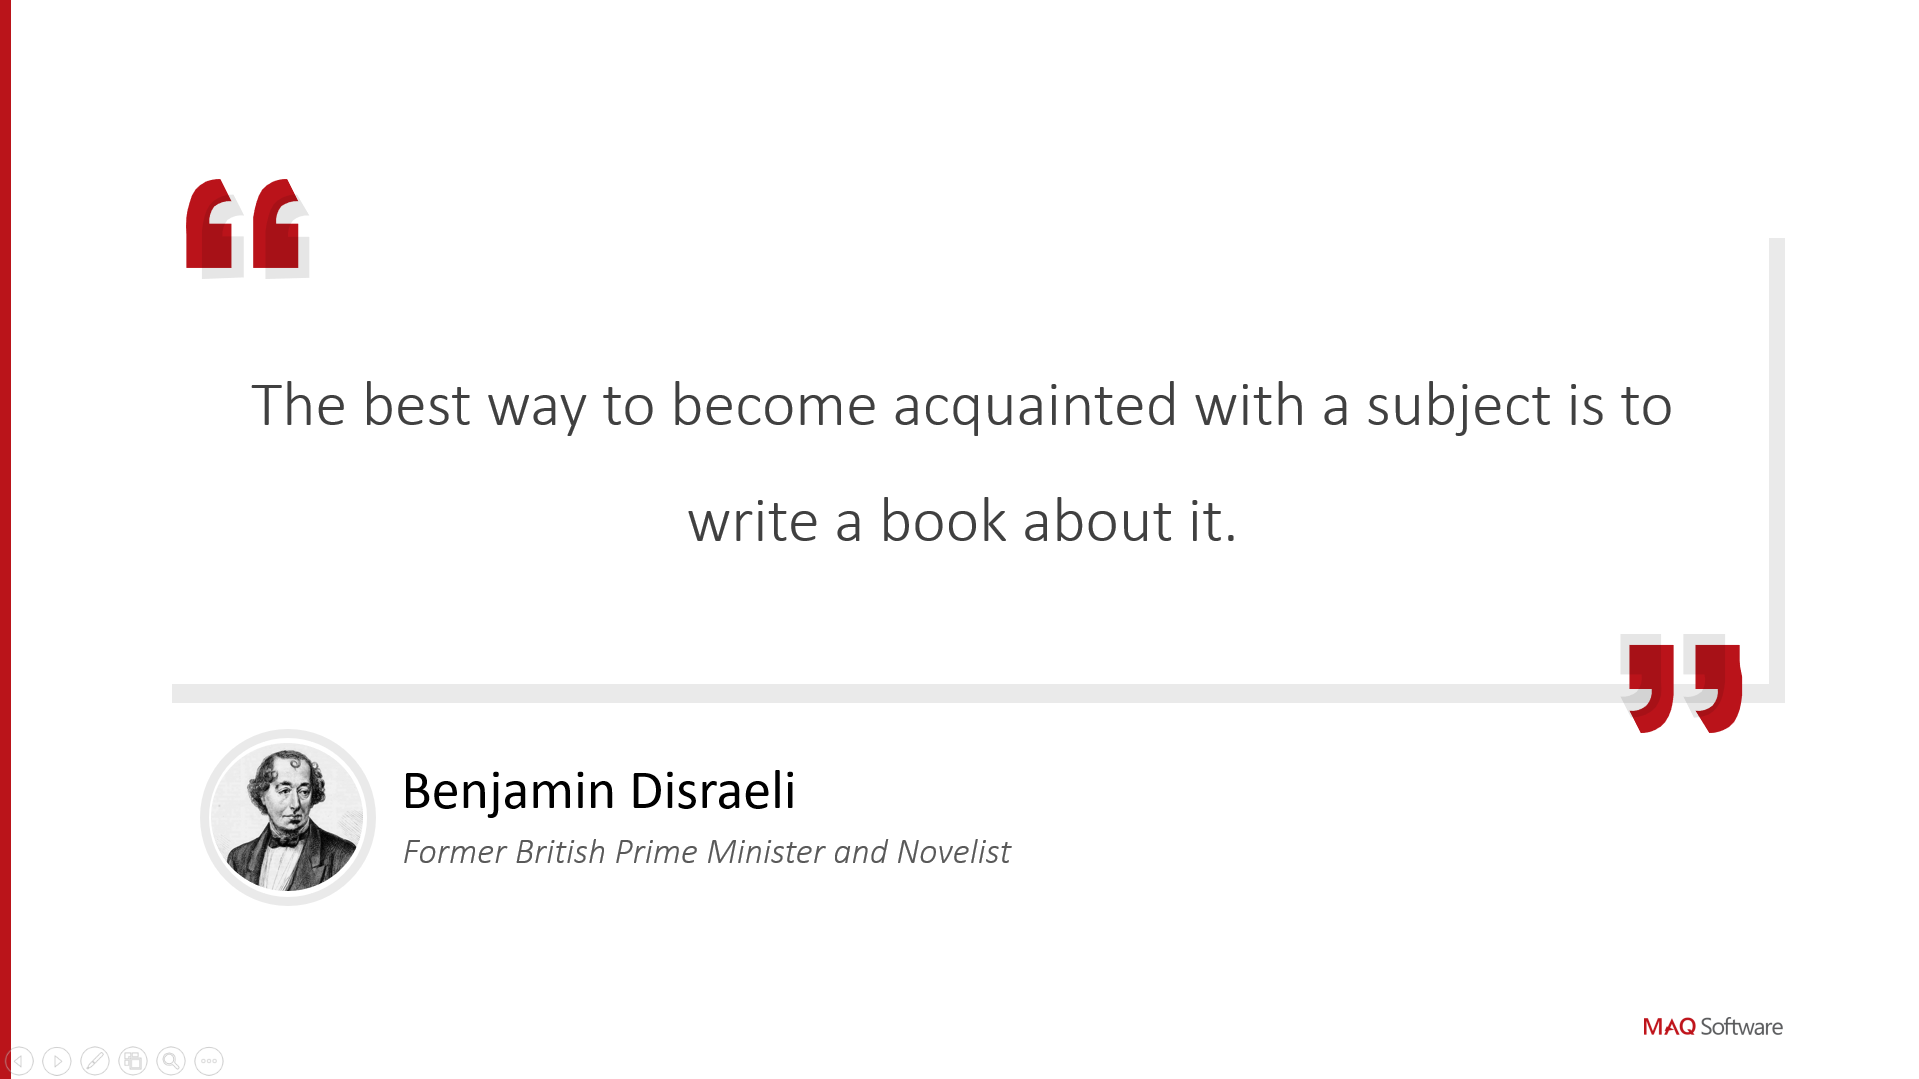 The best way to become acquainted with a subject is to
write a book about it.
Benjamin Disraeli
Former British Prime Minister and Novelist
MAQ Software